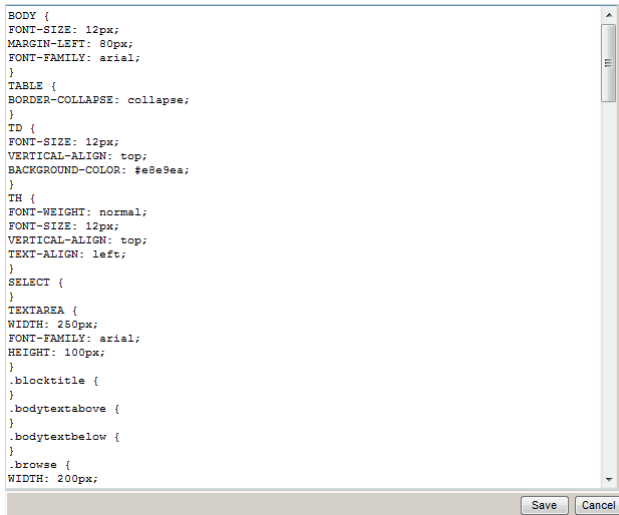 BODY {
FONT-SIZE: 12px;
MARGIN-LEFT: 80px;
FONT-FAMILY: arial;
}
TABLE {
BORDER-COLLAPSE: collapse;
}
TD {
FONT-SIZE: 12px;
VERTICAL-ALIGN: top;
BACKGROUND-COLOR: #e8e9ea;
}
TH {
FONT-WEIGHT: normal;
FONT-SIZE: 12px;
VERTICAL-ALIGN: top;
TEXT-ALIGN: left;
}
SELECT {
}
TEXTAREA {
WIDTH: 250px;
FONT-FAMILY: arial;
HEIGHT: 100px;
}
.blocktitle {
}
.bodytextabove {
}
.bodytextbelow {
}
.browse {
WIDTH: 200px;
Save Cancel